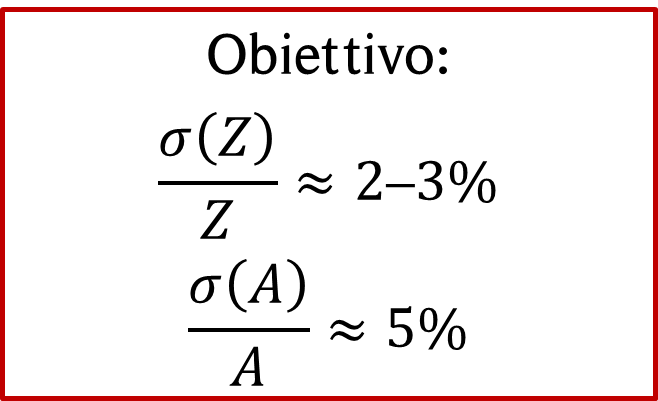 Obiettivo:
σ(Z)/Z ≈ 2–3%
σ(A)/A ≈ 5%